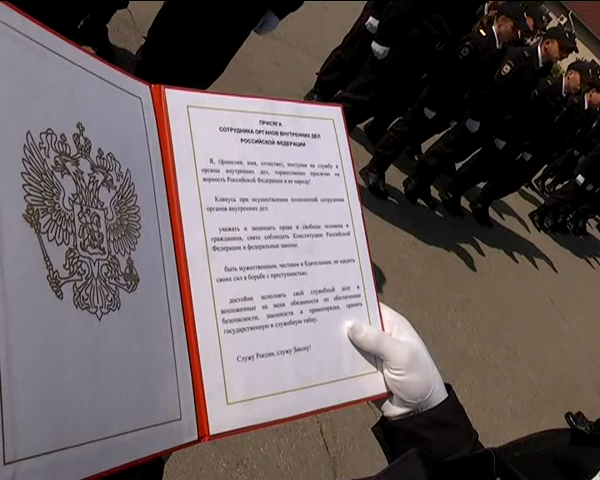 ПРИСЯГА
СОТРУДНИКА ОРГАНОВ ВНУТРЕННИХ ДЕЛ
РОССИЙСКОЙ ФЕДЕРАЦИИ
Я, (фамилия, имя, отчество), поступая на службу в
органы внутренних дел, торжественно присягаю на
верность Российской Федерации и ее народу!
Клянусь при осуществлении полномочий сотрудника
органов внутренних дел:
уважать и защищать права и свободы человека и
гражданина, свято соблюдать Конституцию Российской
Федерации и федеральные законы;
быть мужественным, честным и бдительным, не щадить
своих сил в борьбе с преступностью;
достойно исполнять свой служебный долг и
возложенные на меня обязанности по обеспечению
безопасности, законности и правопорядка, хранить
государственную и служебную тайну.
Служу России, служу Закону!